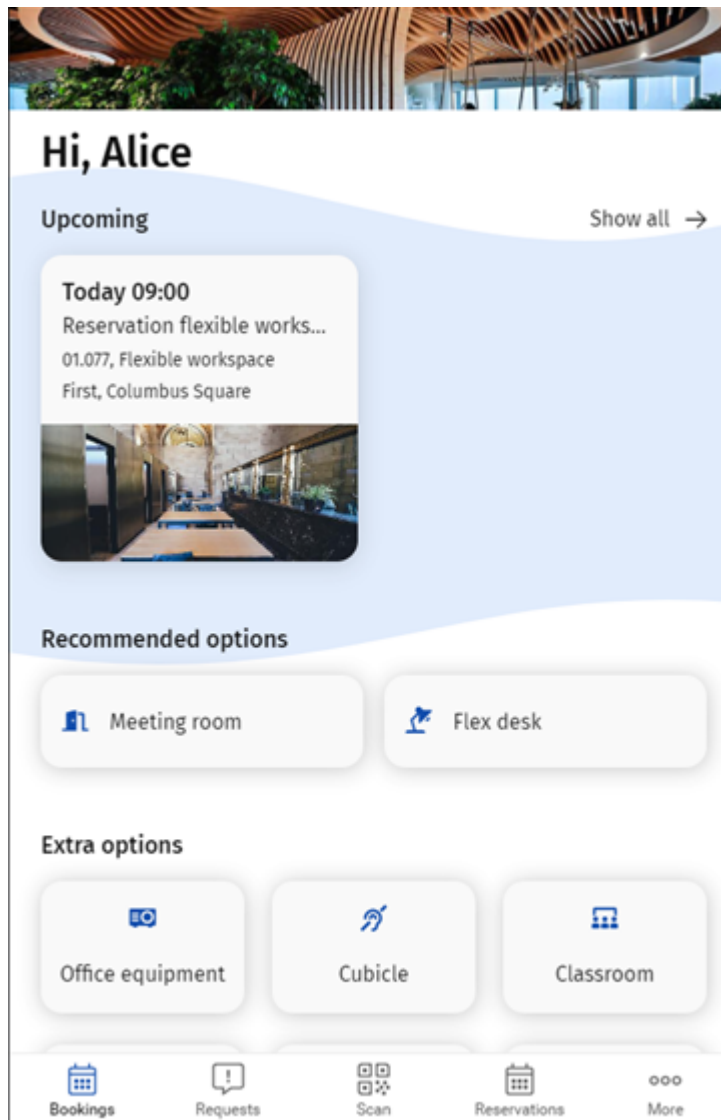 Hi, Alice
Upcoming
Show all →
Today 09:00
Reservation flexible works...
01.077, Flexible workspace
First, Columbus Square
Recommended options
Meeting room
Flex desk
Extra options
Office equipment
Cubicle
Classroom
Bookings
Requests
Scan
Reservations
More